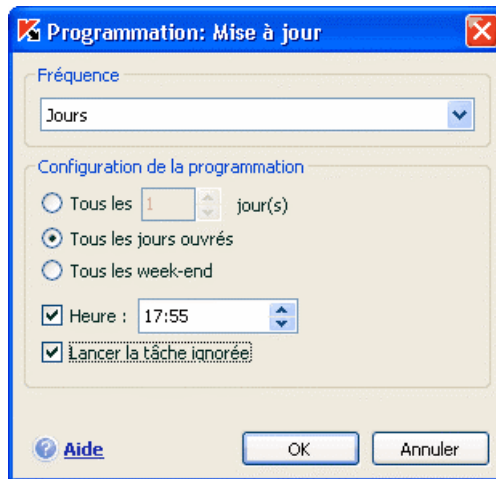 Programmation: Mise à jour
Fréquence
Jours
Configuration de la programmation
Tous les 1 jour(s)
Tous les jours ouvrés
Tous les week-end
Heure : 17:55
Lancer la tâche ignorée
Aide OK Annuler